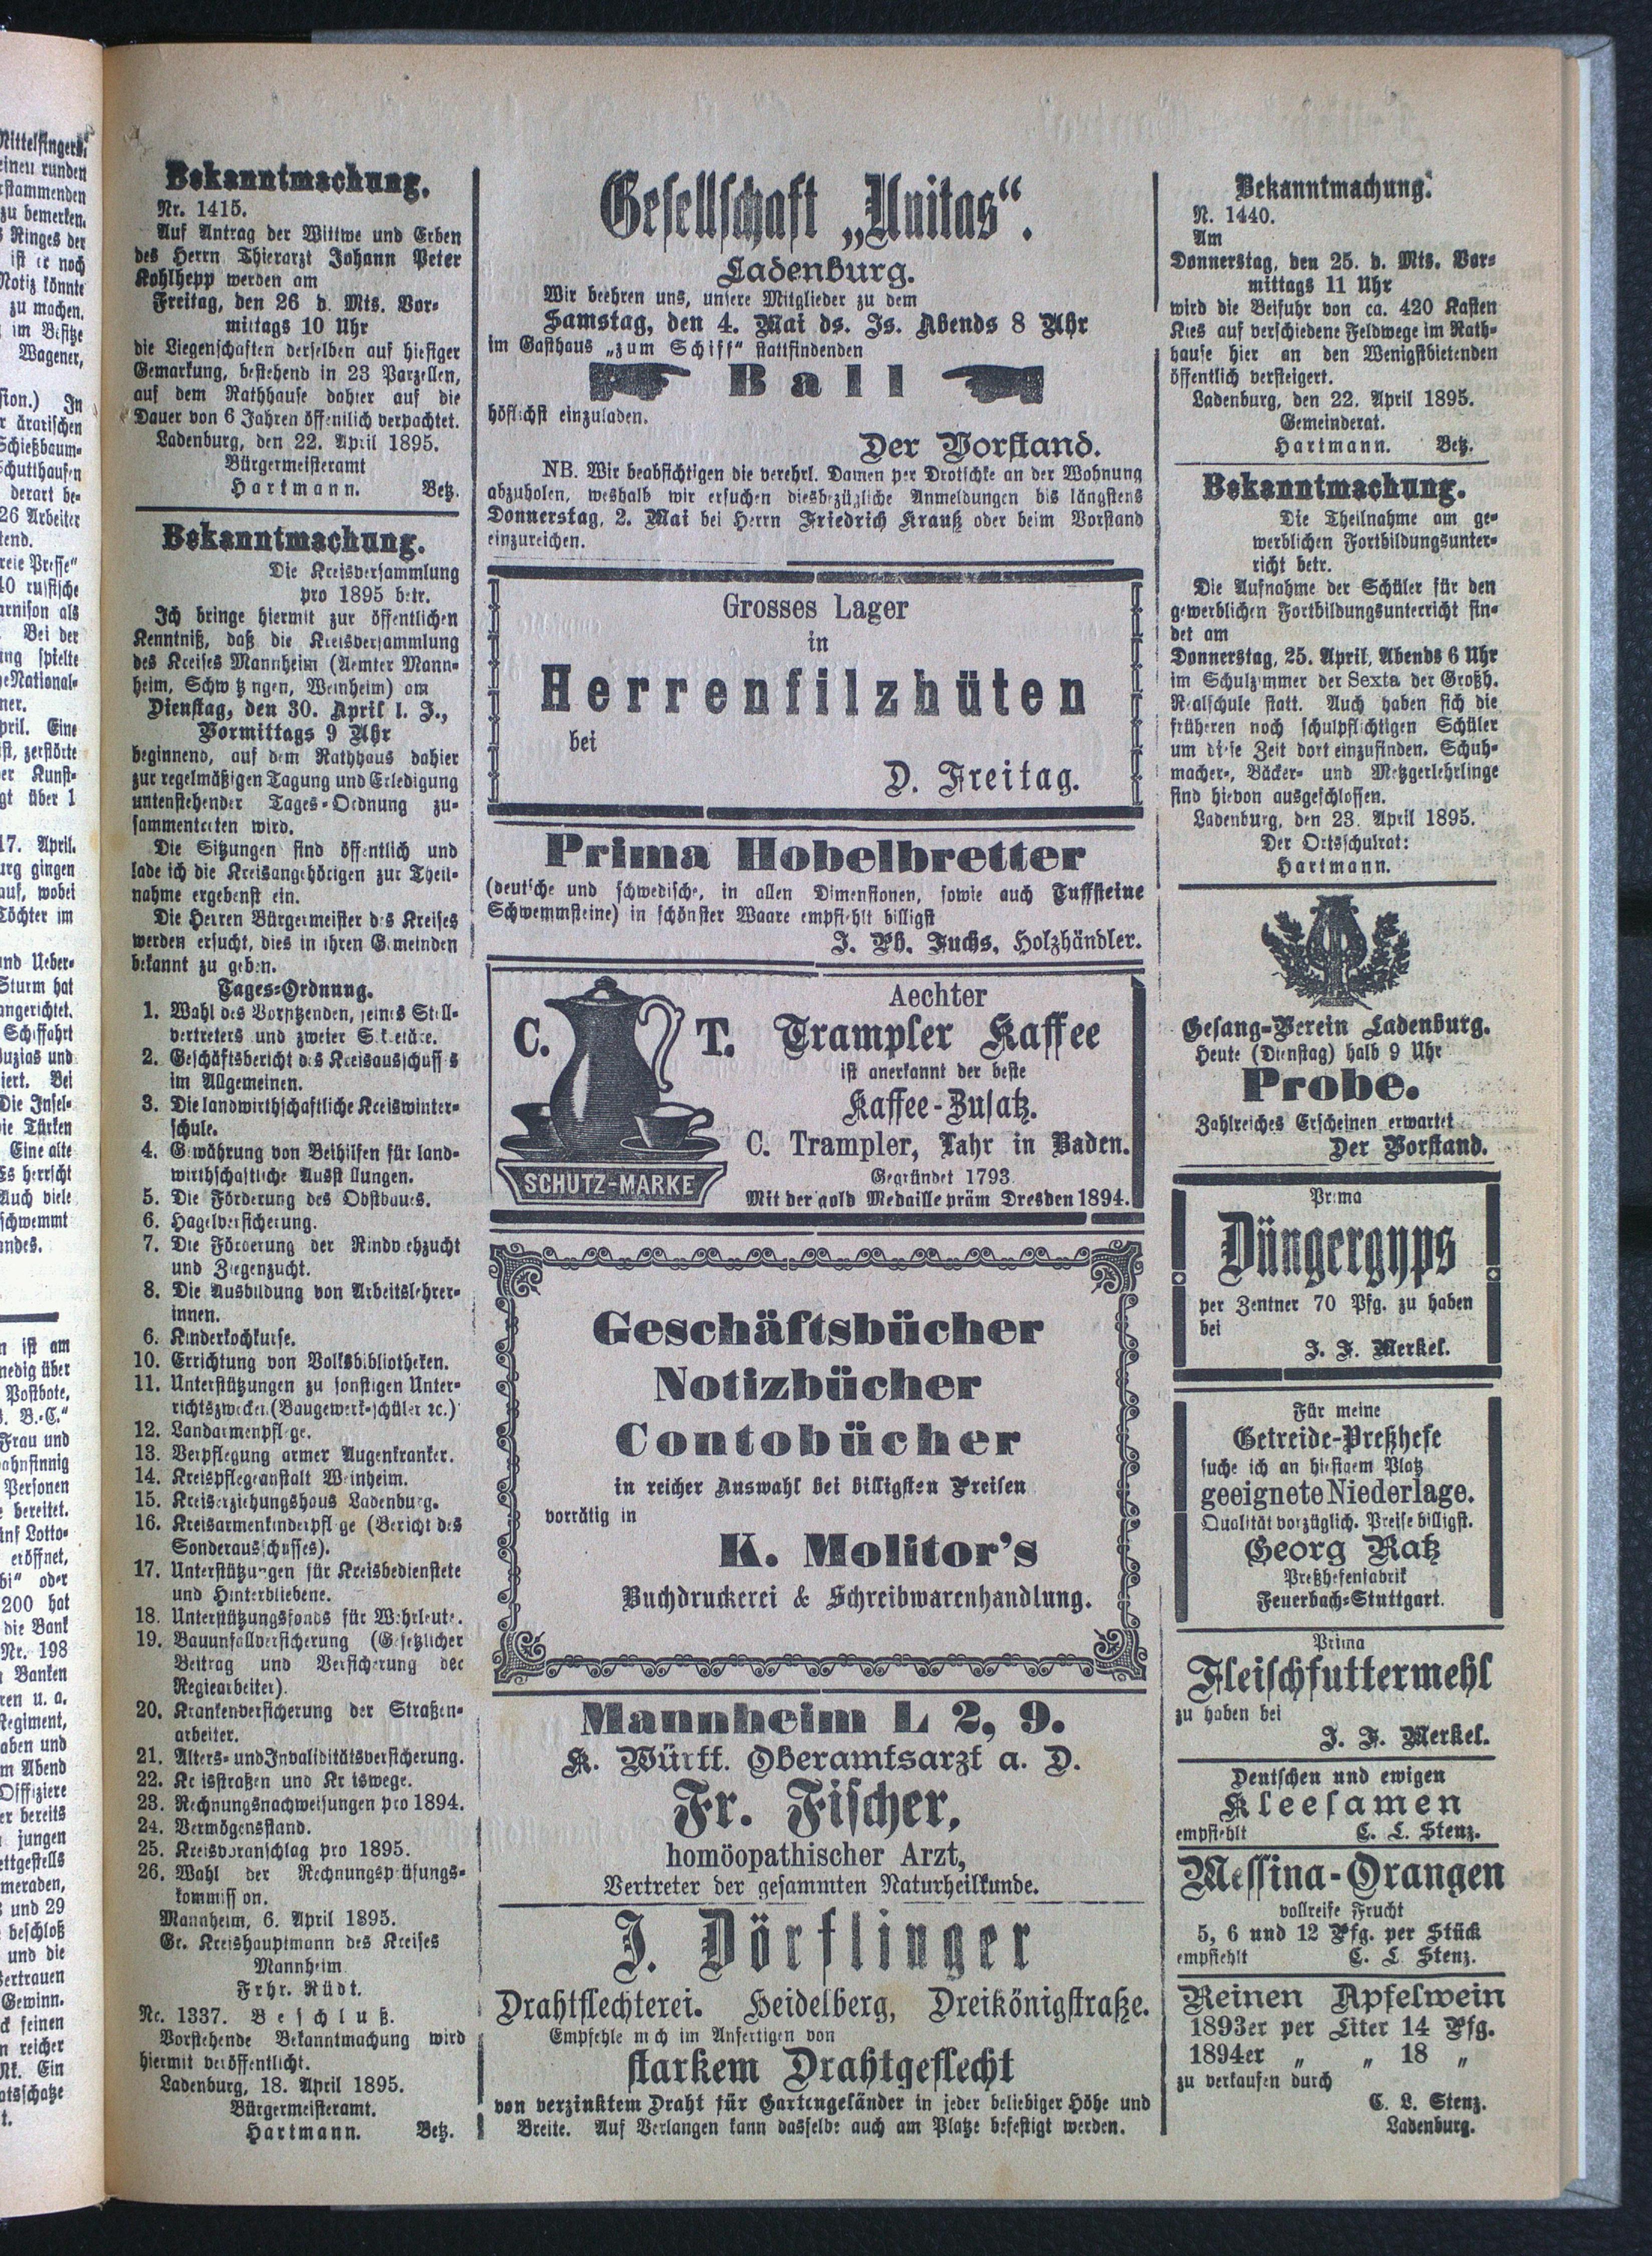 Bekanntmachung.
Nr. 1415.
Auf Antrag der Wittwe und Erben
des Herrn Thierarzt Johann Peter
Kohlhepp werden am
Freitag, den 26 d. Mts. Vor-
mittags 10 Uhr
die Liegenschaften derselben auf hiesiger
Gemarkung, bestehend in 23 Parzellen,
auf dem Rathhause dahier auf die
Dauer von 6 Jahren öffentlich verpachtet.
Ladenburg, den 22. April 1895.
Bürgermeisteramt
Hartmann. Betz.
Bekanntmachung.
Die Kreisversammlung
pro 1895 betr.
Ich bringe hiermit zur öffentlichen
Kenntniß, daß die Kreisversammlung
des Kreises Mannheim (Aemter Mann-
heim, Schwetzingen, Weinheim) am
Dienstag, den 30. April l. J.,
Vormittags 9 Uhr
beginnend, auf dem Rathhaus dahier
zur regelmäßigen Tagung und Erledigung
untenstehender Tages-Ordnung zu-
sammentreten wird.
Die Sitzungen sind öffentlich und
lade ich die Kreisangehörigen zur Theil-
nahme ergebenst ein.
Die Herren Bürgermeister des Kreises
werden ersucht, dies in ihren Gemeinden
bekannt zu geben.
Tages-Ordnung.
1. Wahl des Vorsitzenden, seines Stell-
vertreters und zweier Sekretäre.
2. Geschäftsbericht des Kreisausschusses
im Allgemeinen.
3. Die landwirthschaftliche Kreiswinter-
schule.
4. Gewährung von Beihilfen für land-
wirthschaftliche Ausstellungen.
5. Die Förderung des Obstbaues.
6. Hagelversicherung.
7. Die Förderung der Rindviehzucht
und Ziegenzucht.
8. Die Ausbildung von Arbeitslehrer-
innen.
6. Kinderkochkurse.
10. Errichtung von Volksbibliotheken.
11. Unterstützungen zu sonstigen Unter-
richtszwecken (Baugewerkschüler ec.)
12. Landarmenpflege.
13. Verpflegung armer Augenkranker.
14. Kreispflegeanstalt Weinheim.
15. Kreiserziehungshaus Ladenburg.
16. Kreisarmenkinderpflege (Bericht des
Sonderausschusses).
17. Unterstützungen für Kreisbedienstete
und Hinterbliebene.
18. Unterstützungsfonds für Wehrleute.
19. Bauunfallversicherung (Gesetzlicher
Beitrag und Versicherung der
Regiearbeiter).
20. Krankenversicherung der Straßen-
arbeiter.
21. Alters- und Invaliditätsversicherung.
22. Kreisstraßen und Kreiswege.
23. Rechnungsnachweisungen pro 1894.
24. Vermögensstand.
25. Kreisvoranschlag pro 1895.
26. Wahl der Rechnungsprüfungs-
kommission.
Mannheim, 6. April 1895.
Gr. Kreishauptmann des Kreises
Mannheim
Frhr. Rüdt.
Nr. 1337. Beschluß.
Vorstehende Bekanntmachung wird
hiermit veröffentlicht.
Ladenburg, 18. April 1895.
Bürgermeisteramt.
Hartmann. Betz.
Gesellschaft „Unitas“.
Ladenburg.
Wir beehren uns, unsere Mitglieder zu dem
Samstag, den 4. Mai ds. Js. Abends 8 Uhr
im Gasthaus „zum Schiff“ stattfindenden
Ball
höflichst einzuladen.
Der Vorstand.
NB. Wir beabsichtigen die verehrl. Damen per Drotschke an der Wohnung
abzuholen, weshalb wir ersuchen diesbezügliche Anmeldungen bis längstens
Donnerstag, 2. Mai bei Herrn Friedrich Krauß oder beim Vorstand
einzureichen.
Grosses Lager
in
Herrenfilzhüten
bei
D. Freitag.
Prima Hobelbretter
(deutsche und schwedische, in allen Dimensionen, sowie auch Tuffsteine
Schwemmsteine) in schönster Waare empfiehlt billigst
J. Ph. Fuchs, Holzhändler.
C. T.
SCHUTZ-MARKE
Aechter
Trampler Kaffee
ist anerkannt der beste
Kaffee-Zusatz.
C. Trampler, Lahr in Baden.
Gegründet 1793.
Mit der gold Medaille präm Dresden 1894.
Geschäftsbücher
Notizbücher
Contobücher
in reicher Auswahl bei billigsten Preisen
vorrätig in
K. Molitor's
Buchdruckerei & Schreibwarenhandlung.
Mannheim L 2, 9.
K. Württ. Oberamtsarzt a. D.
Fr. Fischer,
homöopathischer Arzt,
Vertreter der gesammten Naturheilkunde.
J. Dörflinger
Drahtflechterei. Heidelberg, Dreikönigstraße.
Empfehle mich im Anfertigen von
starkem Drahtgeflecht
von verzinktem Draht für Gartengeländer in jeder beliebiger Höhe und
Breite. Auf Verlangen kann dasselbe auch am Platze befestigt werden.
Bekanntmachung.
N. 1440.
Am
Donnerstag, den 25. d. Mts. Vor-
mittags 11 Uhr
wird die Beifuhr von ca. 420 Kasten
Kies auf verschiedene Feldwege im Rath-
hause hier an den Wenigstbietenden
öffentlich versteigert.
Ladenburg, den 22. April 1895.
Gemeinderat.
Hartmann. Betz.
Bekanntmachung.
Die Theilnahme am ge-
werblichen Fortbildungsunter-
richt betr.
Die Aufnahme der Schüler für den
gewerblichen Fortbildungsunterricht fin-
det am
Donnerstag, 25. April, Abends 6 Uhr
im Schulzimmer der Sexta der Großh.
Realschule statt. Auch haben sich die
früheren noch schulpflichtigen Schüler
um diese Zeit dort einzufinden. Schuh-
macher-, Bäcker- und Metzgerlehrlinge
sind hievon ausgeschlossen.
Ladenburg, den 23. April 1895.
Der Ortsschulrat:
Hartmann.
Gesang-Verein Ladenburg.
Heute (Dienstag) halb 9 Uhr
Probe.
Zahlreiches Erscheinen erwartet
Der Vorstand.
Prima
Düngergyps
per Zentner 70 Pfg. zu haben
bei
J. F. Merkel.
Für meine
Getreide-Preßhefe
suche ich an hiesigem Platz
geeignete Niederlage.
Qualität vorzüglich. Preise billigst.
Georg Ratz
Preßhefenfabrik
Feuerbach-Stuttgart.
Prima
Fleischfuttermehl
zu haben bei
J. F. Merkel.
Deutschen und ewigen
Kleesamen
empfiehlt C. L. Stenz.
Messina-Orangen
vollreife Frucht
5, 6 und 12 Pfg. per Stück
empfiehlt C. L. Stenz.
Reinen Apfelwein
1893er per Liter 14 Pfg.
1894er „ „ 18 „
zu verkaufen durch
C. L. Stenz.
Ladenburg.